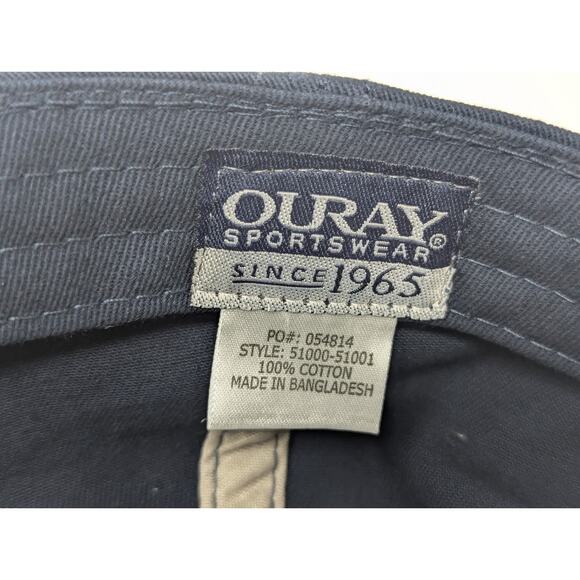 OURAY®
SPORTSWEAR
SINCE 1965
PO#: 054814
STYLE: 51000-51001
100% COTTON
MADE IN BANGLADESH